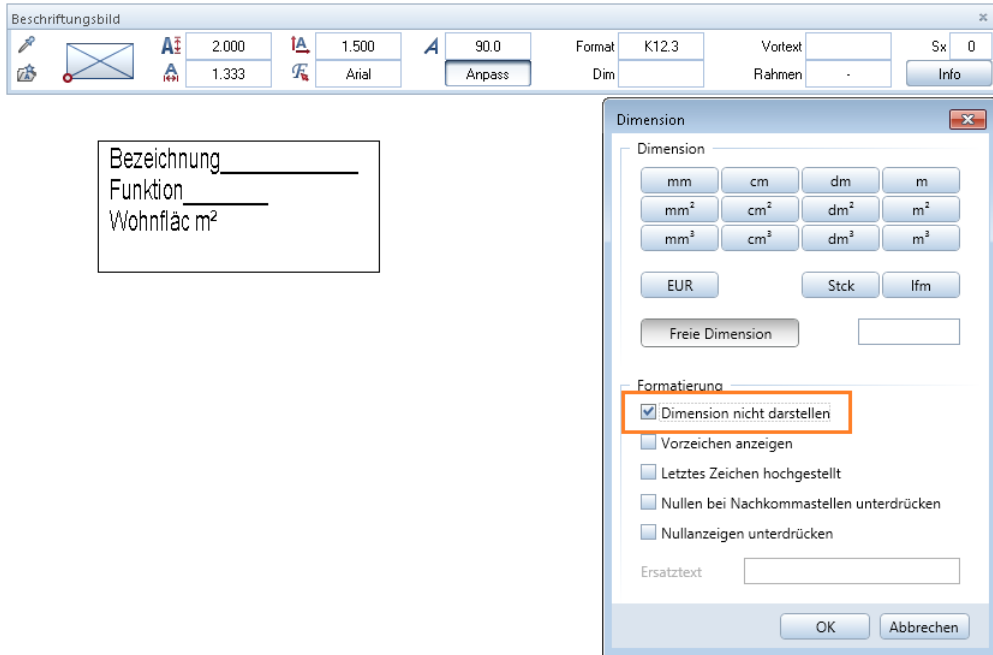 Beschriftungsbild
2.000 1.500 90.0 Format K12.3 Vortext Sx 0
1.333 Arial Anpass Dim Rahmen - Info
Bezeichnung___________
Funktion_______
Wohnfläc m²
Dimension
Dimension
mm cm dm m
mm² cm² dm² m²
mm³ cm³ dm³ m³
EUR Stck lfm
Freie Dimension
Formatierung
Dimension nicht darstellen
Vorzeichen anzeigen
Letztes Zeichen hochgestellt
Nullen bei Nachkommastellen unterdrücken
Nullanzeigen unterdrücken
Ersatztext
OK Abbrechen